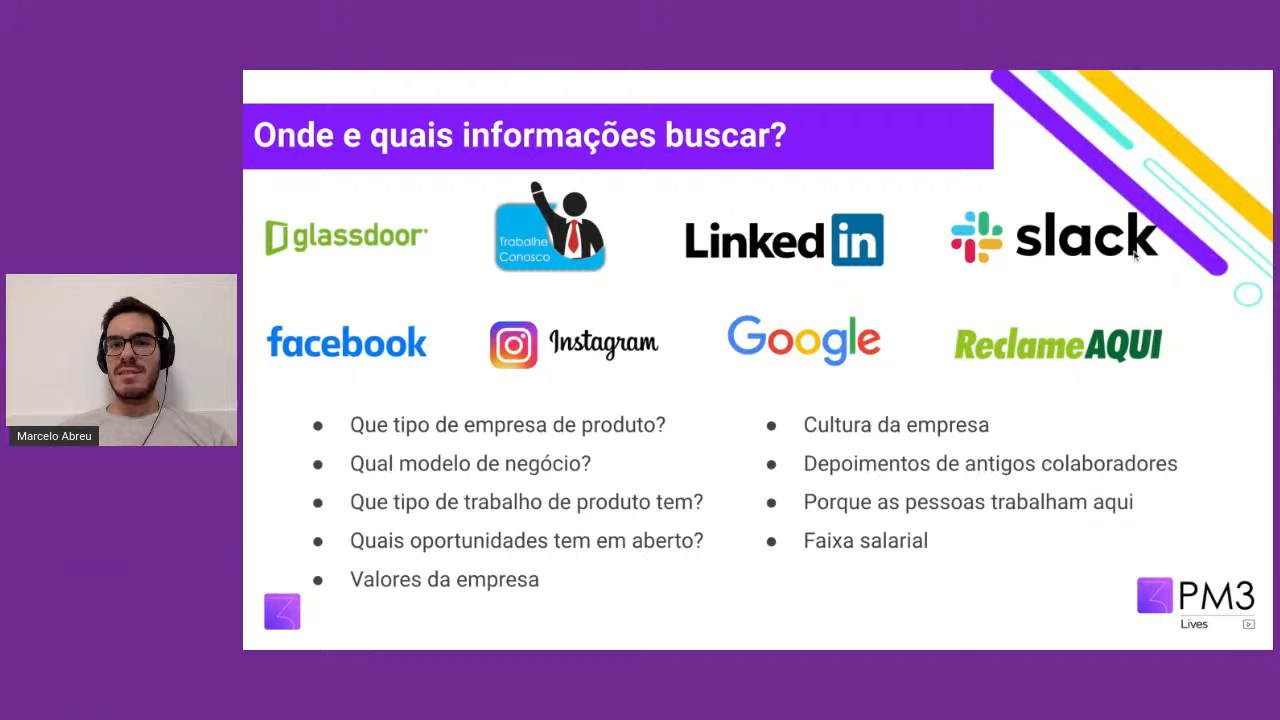 Onde e quais informações buscar?
glassdoor
Trabalhe
Conosco
Linked in
slack
facebook
Instagram
Google
ReclameAQUI
Marcelo Abreu
● Que tipo de empresa de produto?
● Qual modelo de negócio?
● Que tipo de trabalho de produto tem?
● Quais oportunidades tem em aberto?
● Valores da empresa
● Cultura da empresa
● Depoimentos de antigos colaboradores
● Porque as pessoas trabalham aqui
● Faixa salarial
PM3
Lives